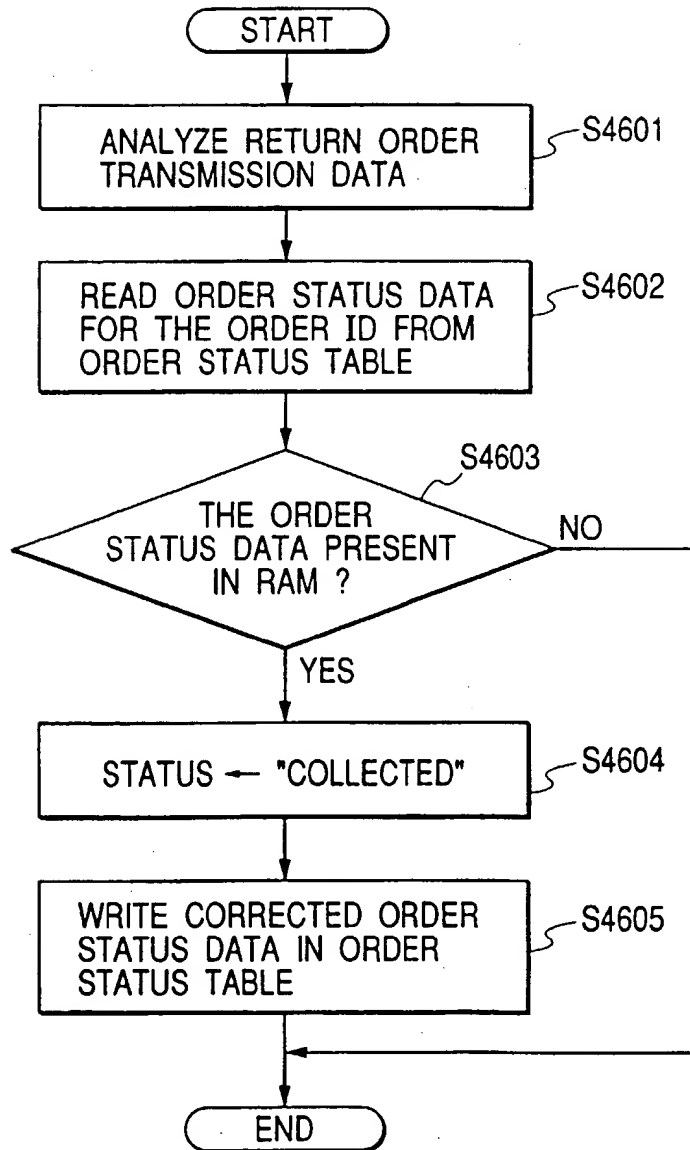 START
ANALYZE RETURN ORDER
TRANSMISSION DATA
S4601
READ ORDER STATUS DATA
FOR THE ORDER ID FROM
ORDER STATUS TABLE
S4602
S4603
THE ORDER
STATUS DATA PRESENT
IN RAM ?
NO
YES
STATUS ← "COLLECTED"
S4604
WRITE CORRECTED ORDER
STATUS DATA IN ORDER
STATUS TABLE
S4605
END